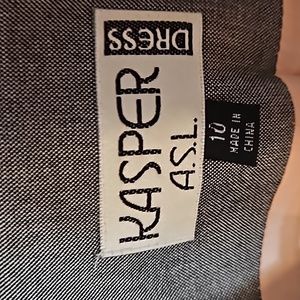 KASPER
A.S.L.
DRESS
10
MADE IN
CHINA